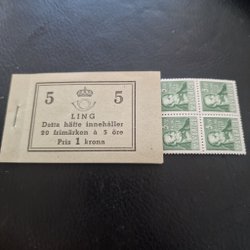 5 5
LING
Detta häfte innehåller
20 frimärken à 5 öre
Pris 1 krona